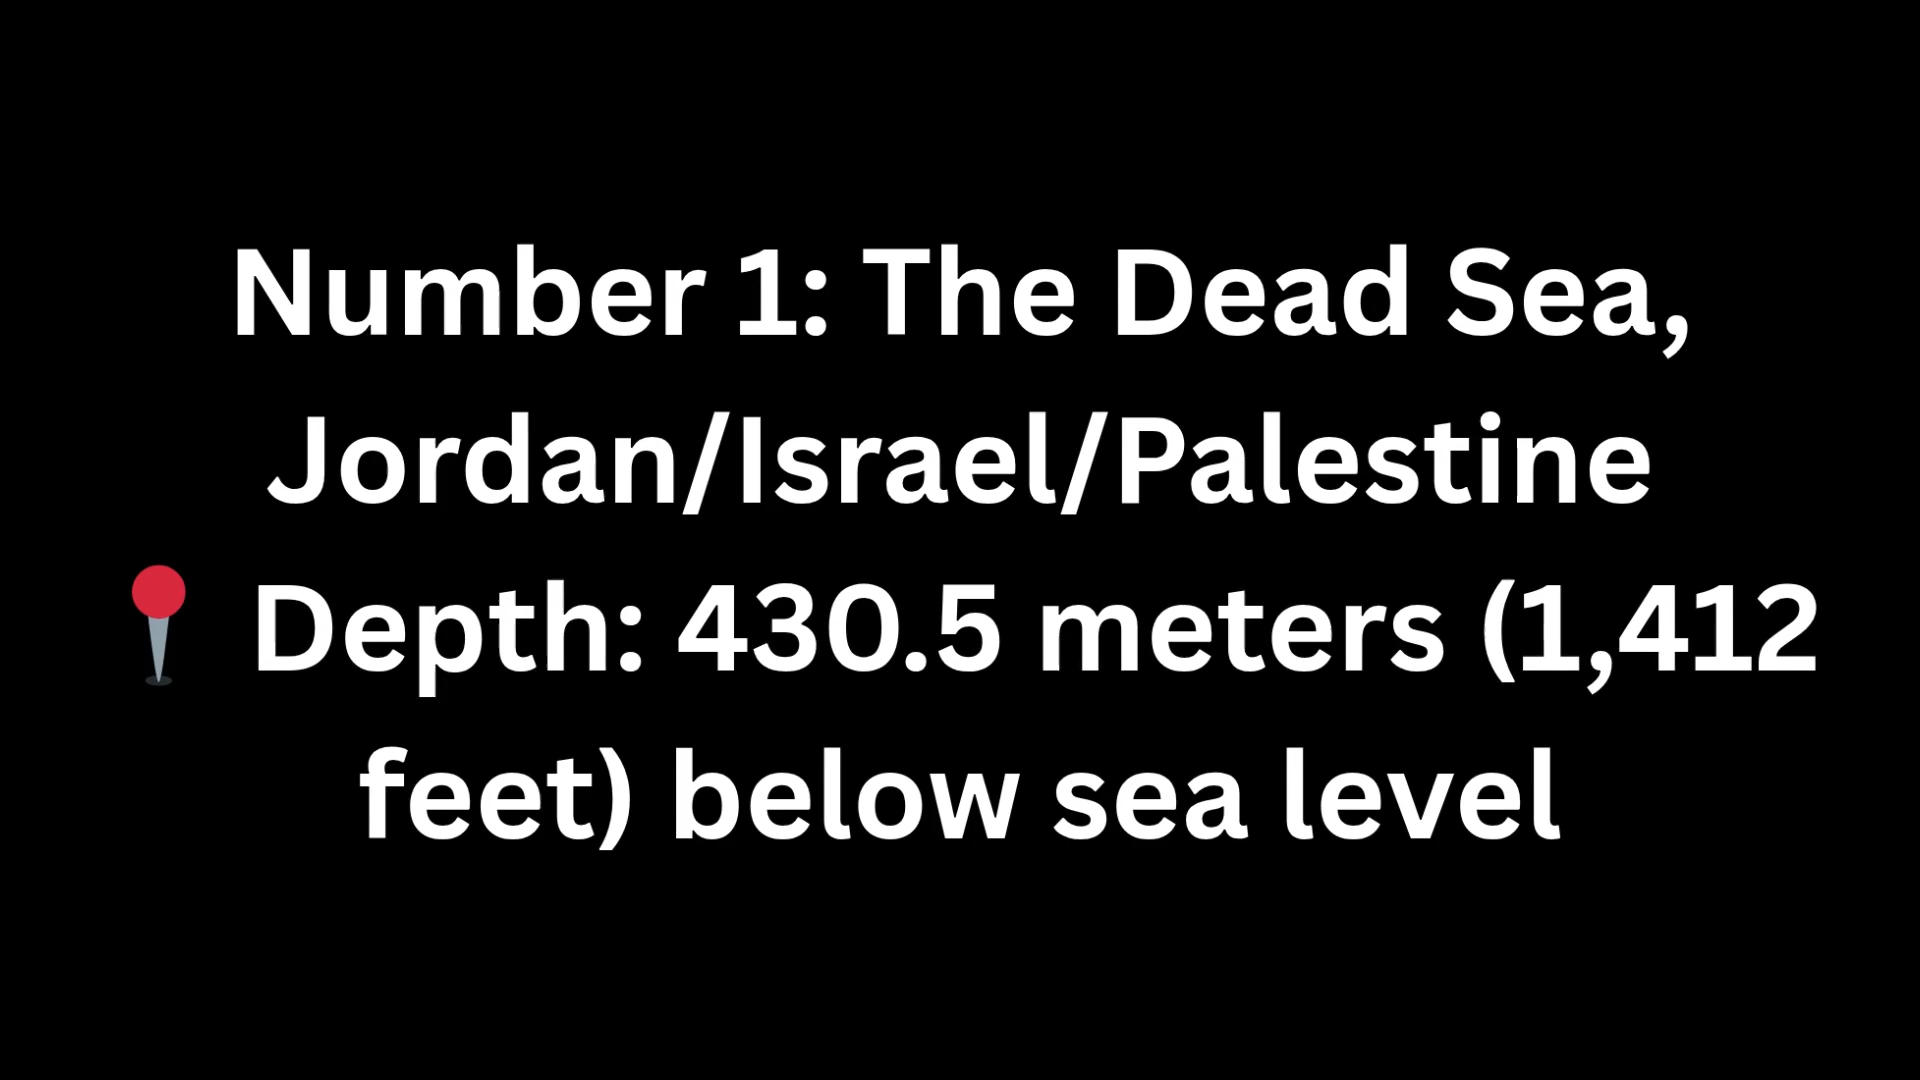 Number 1: The Dead Sea,
Jordan/Israel/Palestine
📍 Depth: 430.5 meters (1,412
feet) below sea level